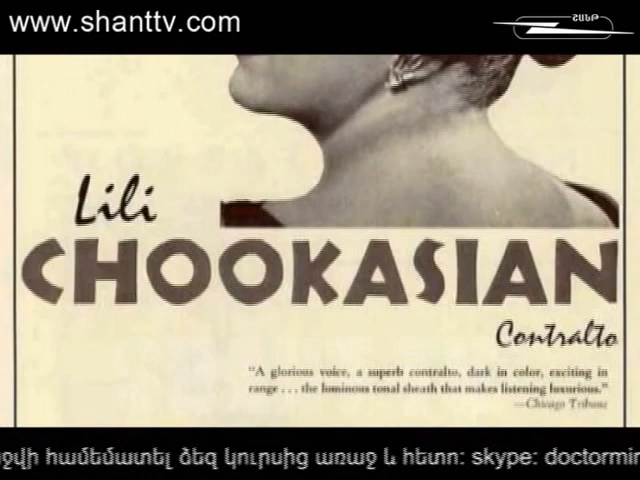 www.shanttv.com
ՇԱՆԹ
Lili
CHOOKASIAN
Contralto
"A glorious voice, a superb contralto, dark in color, exciting in
range . . . the luminous tonal sheath that makes listening luxurious."
—Chicago Tribune
համեմատել ձեզ կուրսից առաջ և հետո: skype: